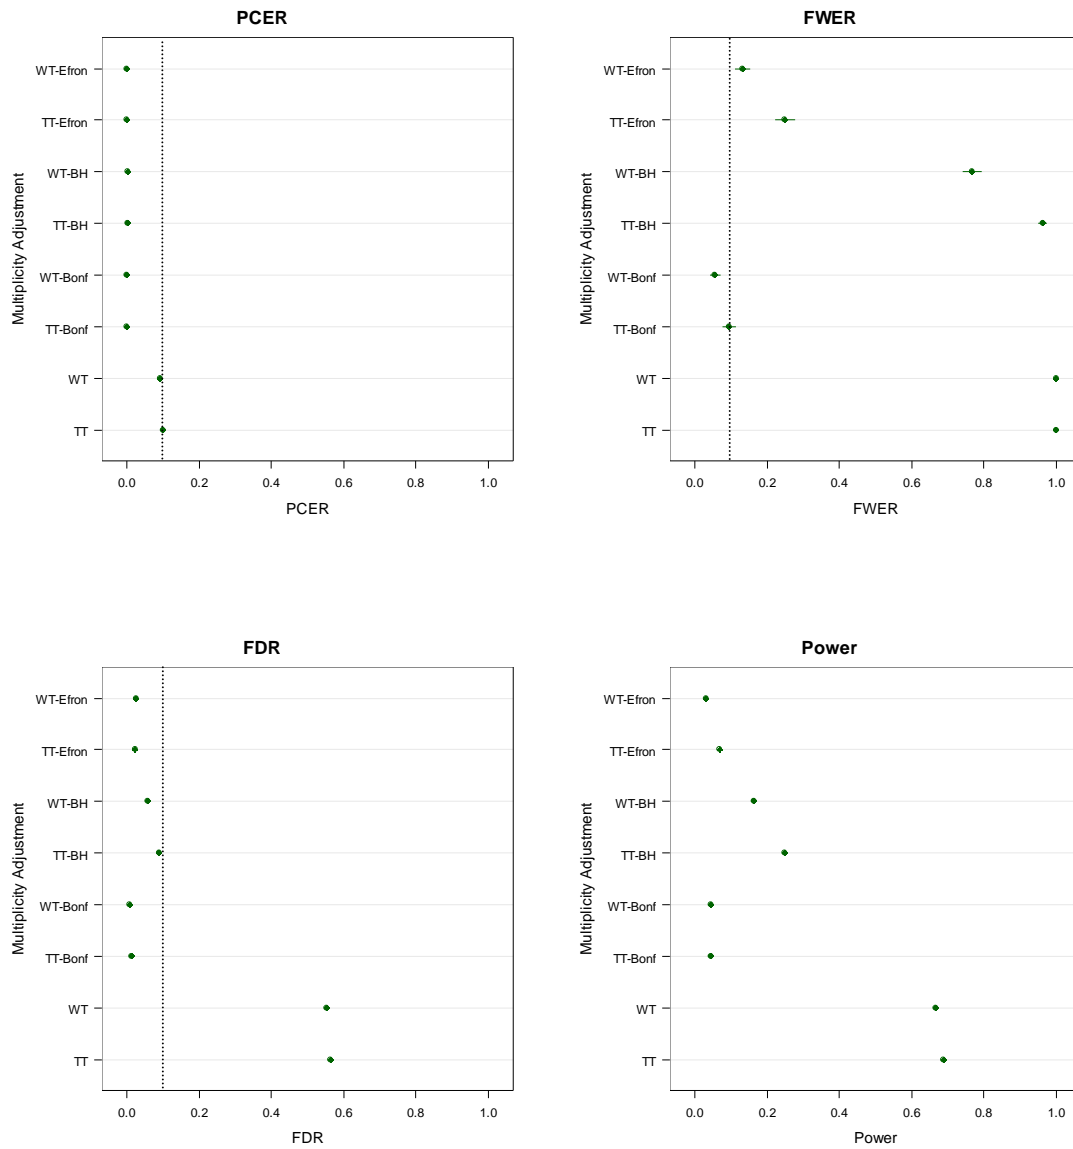 PCER
WT-Efron
TT-Efron
WT-BH
TT-BH
WT-Bonf
TT-Bonf
WT
TT
Multiplicity Adjustment
0.0 0.2 0.4 0.6 0.8 1.0
PCER
FWER
WT-Efron
TT-Efron
WT-BH
TT-BH
WT-Bonf
TT-Bonf
WT
TT
Multiplicity Adjustment
0.0 0.2 0.4 0.6 0.8 1.0
FWER
FDR
WT-Efron
TT-Efron
WT-BH
TT-BH
WT-Bonf
TT-Bonf
WT
TT
Multiplicity Adjustment
0.0 0.2 0.4 0.6 0.8 1.0
FDR
Power
WT-Efron
TT-Efron
WT-BH
TT-BH
WT-Bonf
TT-Bonf
WT
TT
Multiplicity Adjustment
0.0 0.2 0.4 0.6 0.8 1.0
Power